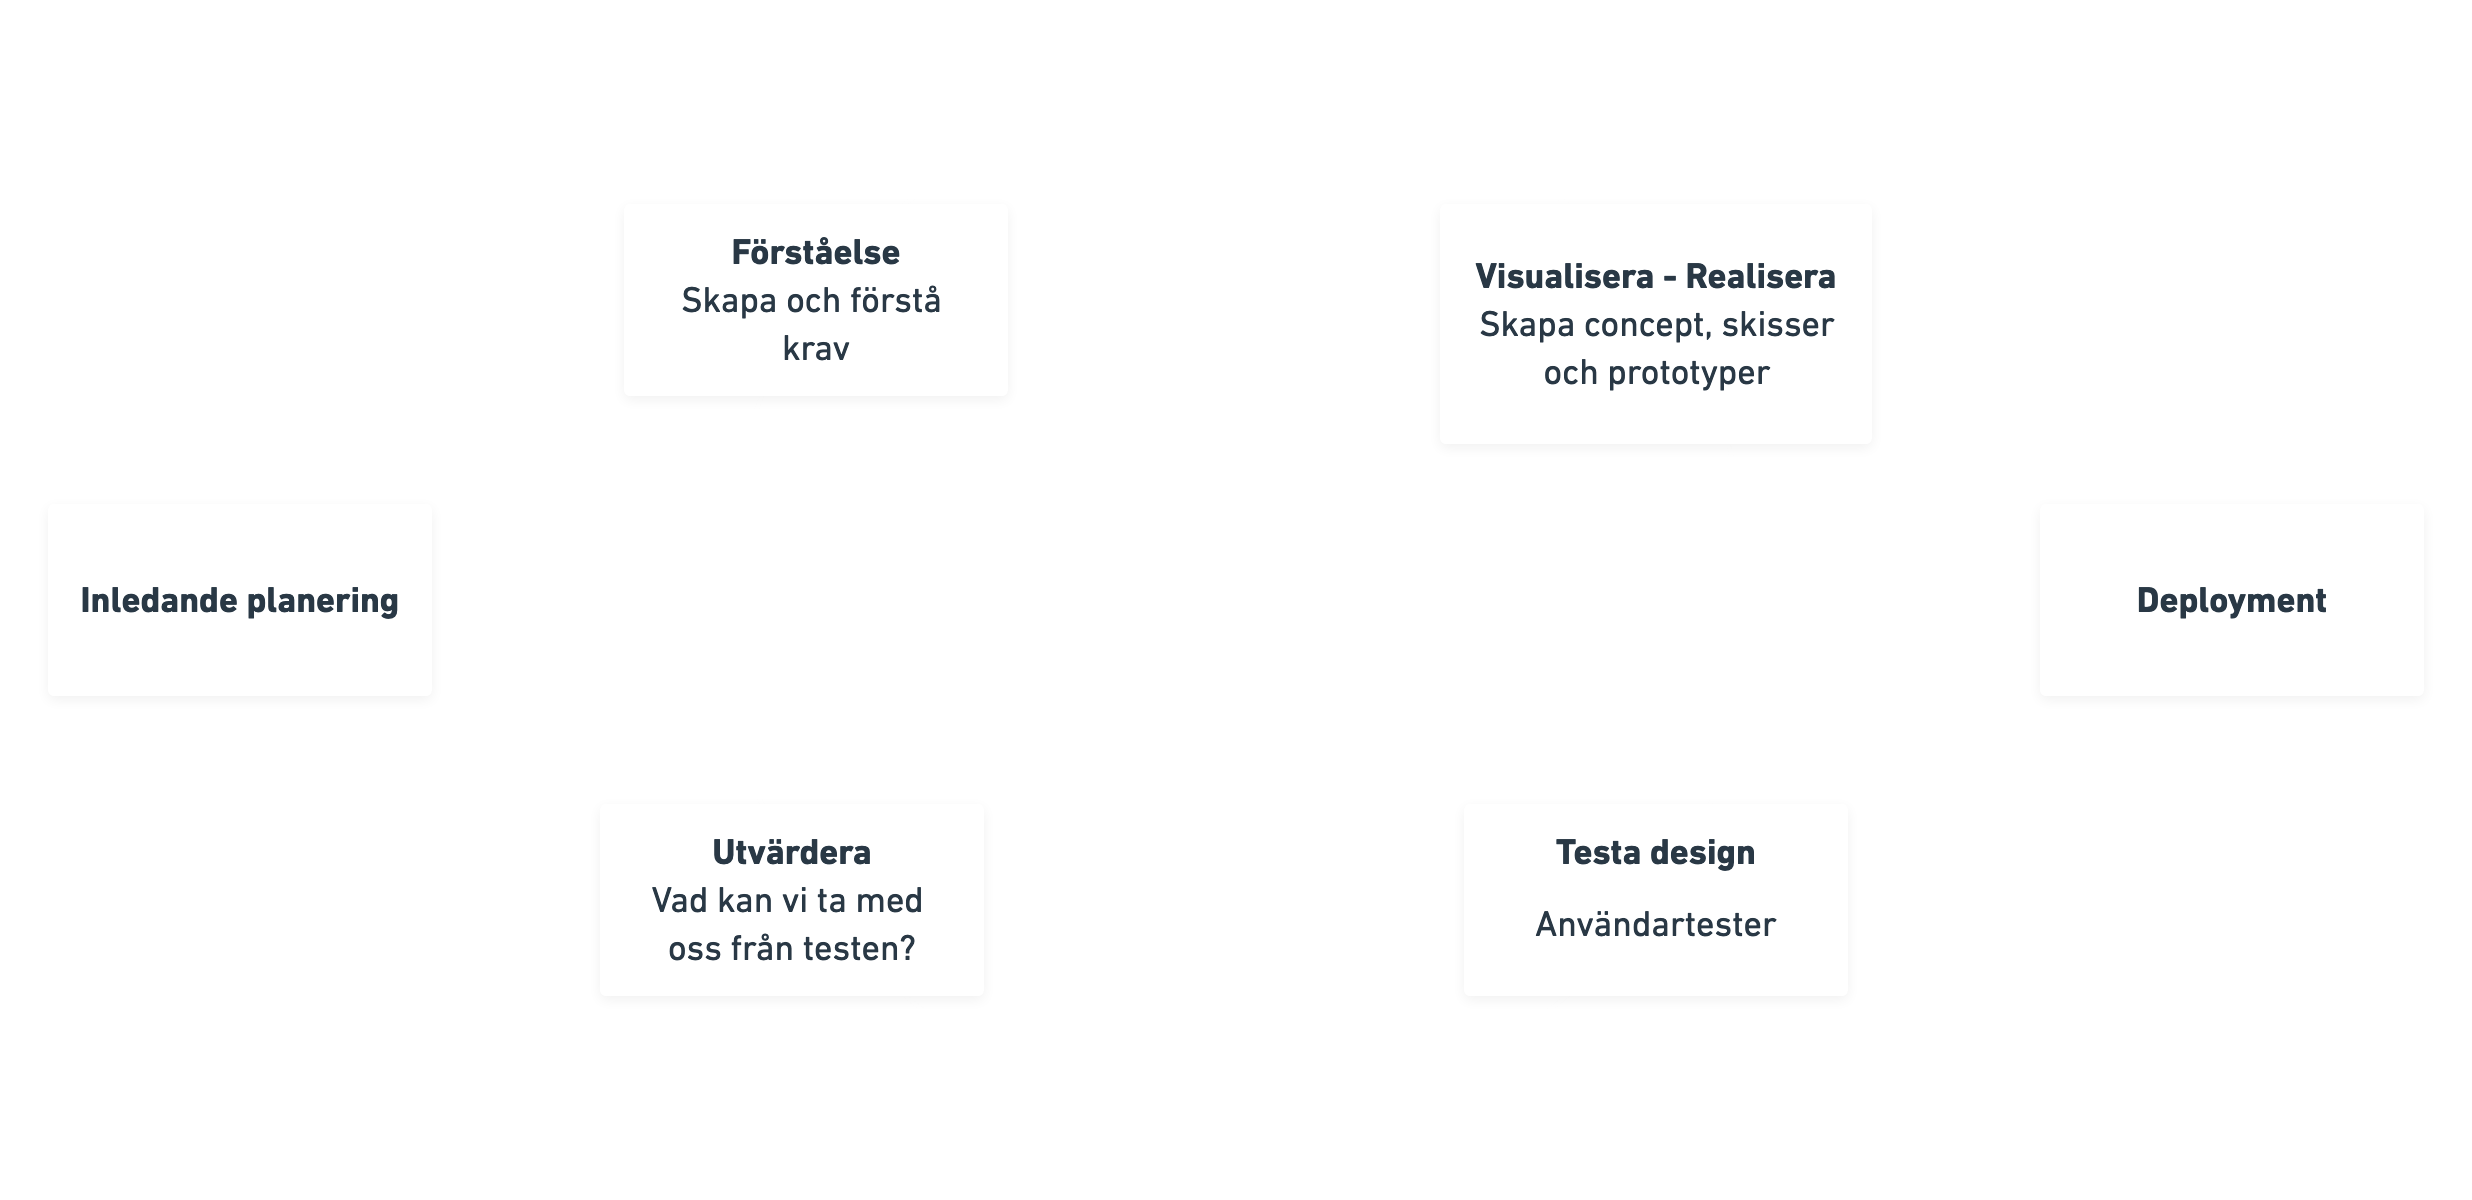 Förståelse
Skapa och förstå
krav
Visualisera - Realisera
Skapa concept, skisser
och prototyper
Inledande planering
Deployment
Utvärdera
Vad kan vi ta med
oss från testen?
Testa design
Användartester